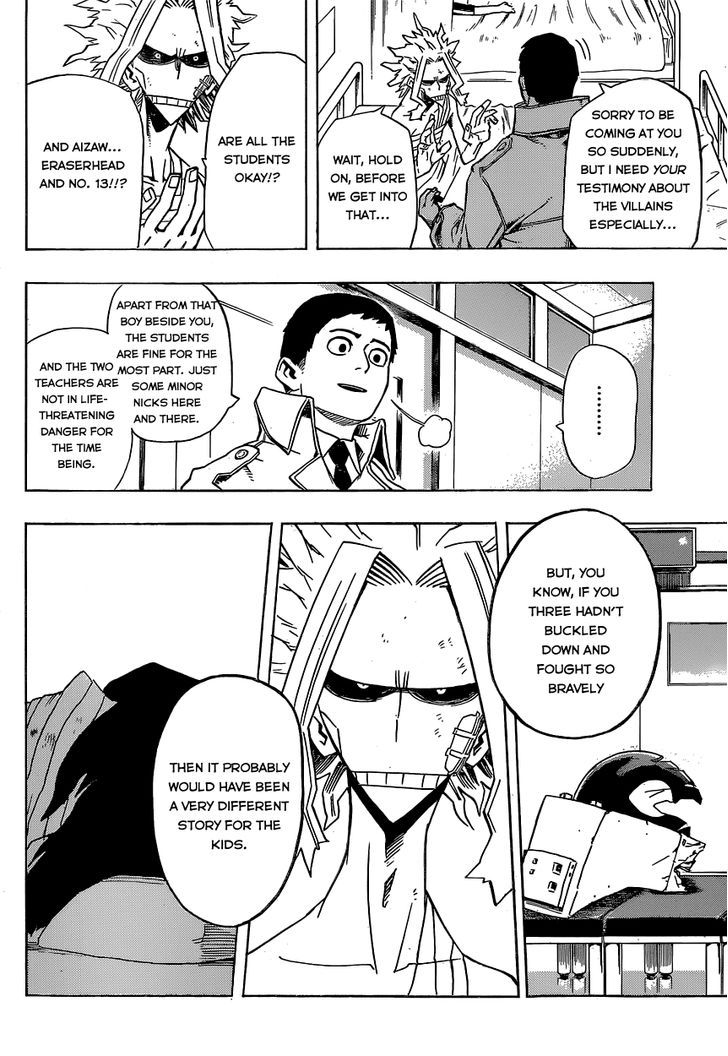 SORRY TO BE
COMING AT YOU
SO SUDDENLY,
BUT I NEED YOUR
TESTIMONY ABOUT
THE VILLAINS
ESPECIALLY...
WAIT, HOLD
ON, BEFORE
WE GET INTO
THAT...
ARE ALL THE
STUDENTS
OKAY!?
AND AIZAW...
ERASERHEAD
AND NO. 13!!?
.........
APART FROM THAT
BOY BESIDE YOU,
THE STUDENTS
ARE FINE FOR THE
MOST PART. JUST
SOME MINOR
NICKS HERE
AND THERE.
AND THE TWO
TEACHERS ARE
NOT IN LIFE-
THREATENING
DANGER FOR
THE TIME
BEING.
BUT, YOU
KNOW, IF YOU
THREE HADN'T
BUCKLED
DOWN AND
FOUGHT SO
BRAVELY
THEN IT PROBABLY
WOULD HAVE BEEN
A VERY DIFFERENT
STORY FOR THE
KIDS.